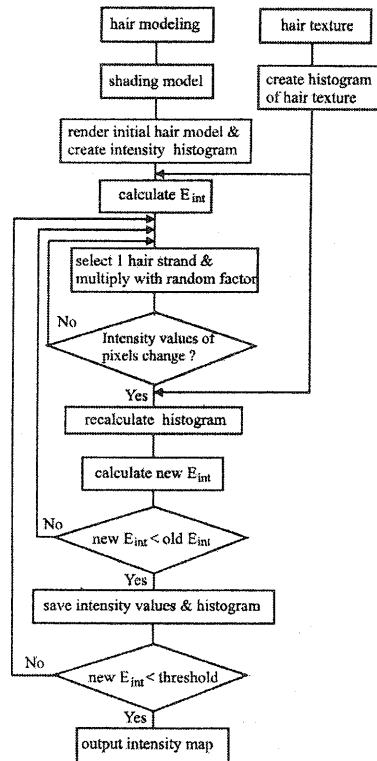 hair modeling
hair texture
shading model
create histogram
of hair texture
render initial hair model &
create intensity histogram
calculate E int
select 1 hair strand &
multiply with random factor
No
Intensity values of
pixels change ?
Yes
recalculate histogram
calculate new E int
No
new E int < old E int
Yes
save intensity values & histogram
No
new E int < threshold
Yes
output intensity map